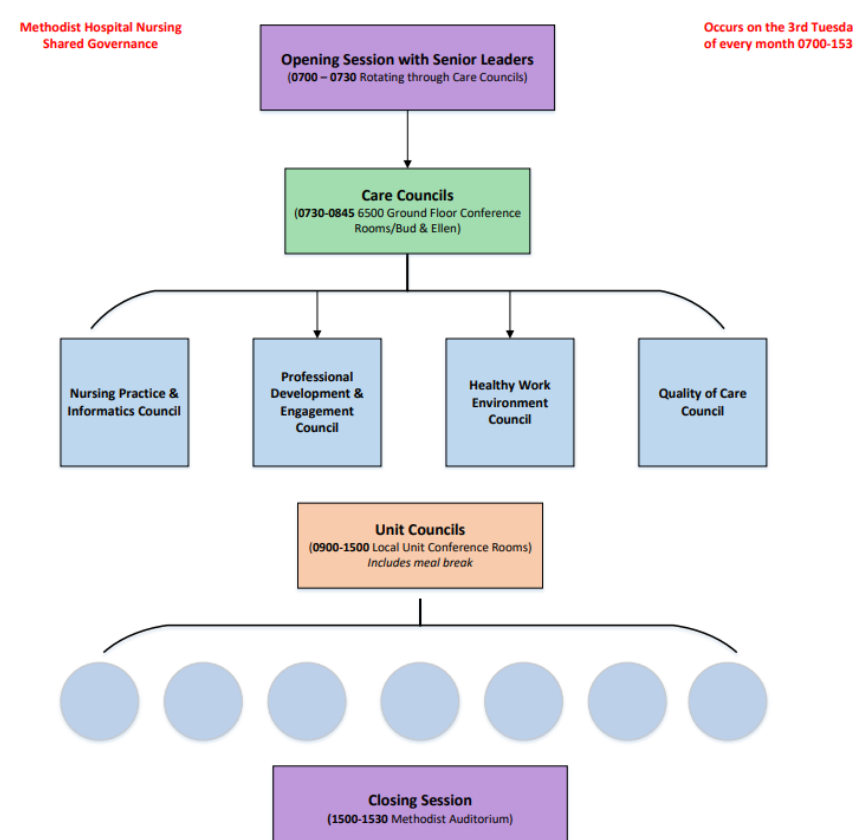 Methodist Hospital Nursing
Shared Governance
Occurs on the 3rd Tuesda
of every month 0700-153
Opening Session with Senior Leaders
(0700 – 0730 Rotating through Care Councils)
Care Councils
(0730-0845 6500 Ground Floor Conference
Rooms/Bud & Ellen)
Nursing Practice &
Informatics Council
Professional
Development &
Engagement
Council
Healthy Work
Environment
Council
Quality of Care
Council
Unit Councils
(0900-1500 Local Unit Conference Rooms)
Includes meal break
Closing Session
(1500-1530 Methodist Auditorium)